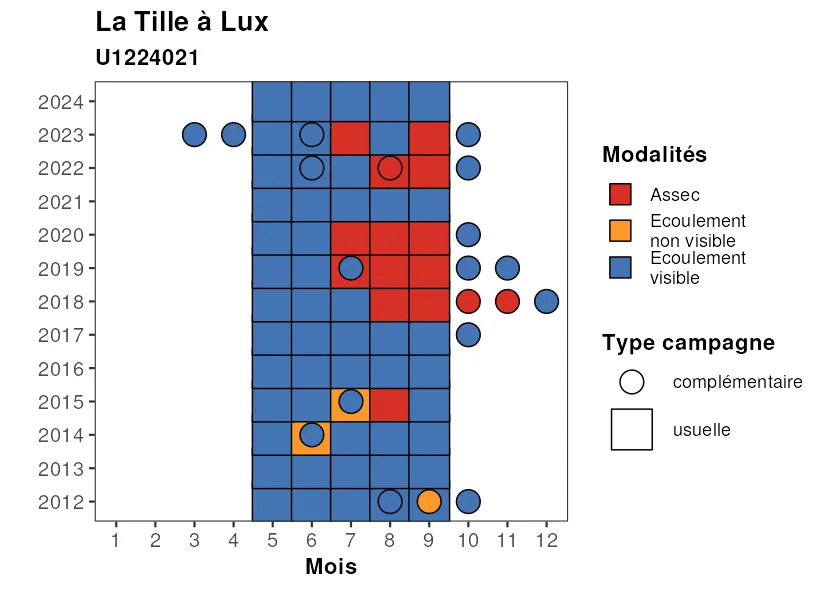 La Tille à Lux
U1224021
2024
2023
2022
2021
2020
2019
2018
2017
2016
2015
2014
2013
2012
1 2 3 4 5 6 7 8 9 10 11 12
Mois
Modalités
Assec
Ecoulement
non visible
Ecoulement
visible
Type campagne
complémentaire
usuelle